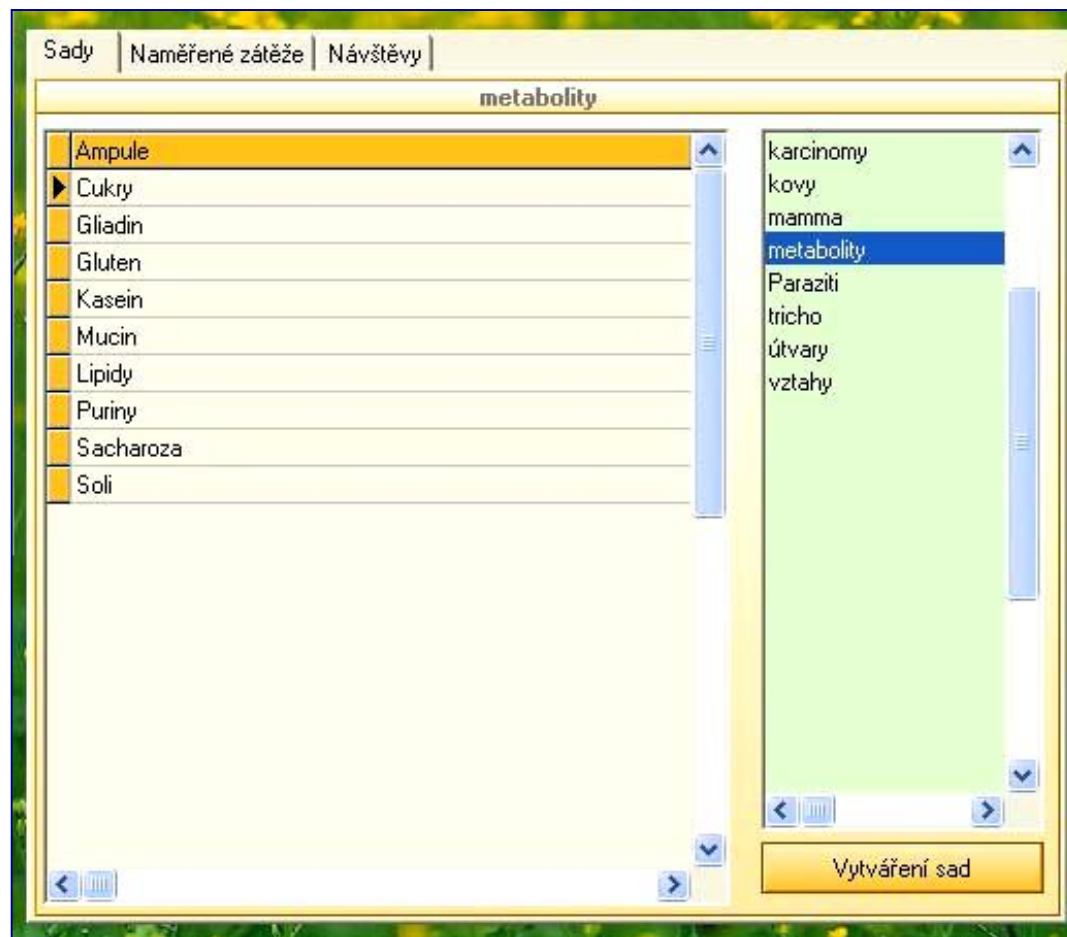 Sady Naměřené zátěže Návštěvy
metabolity
Ampule
Cukry
Gliadin
Gluten
Kasein
Mucin
Lipidy
Puriny
Sacharoza
Soli
karcinomy
kovy
mamma
metabolity
Paraziti
tricho
útvary
vztahy
Vytváření sad